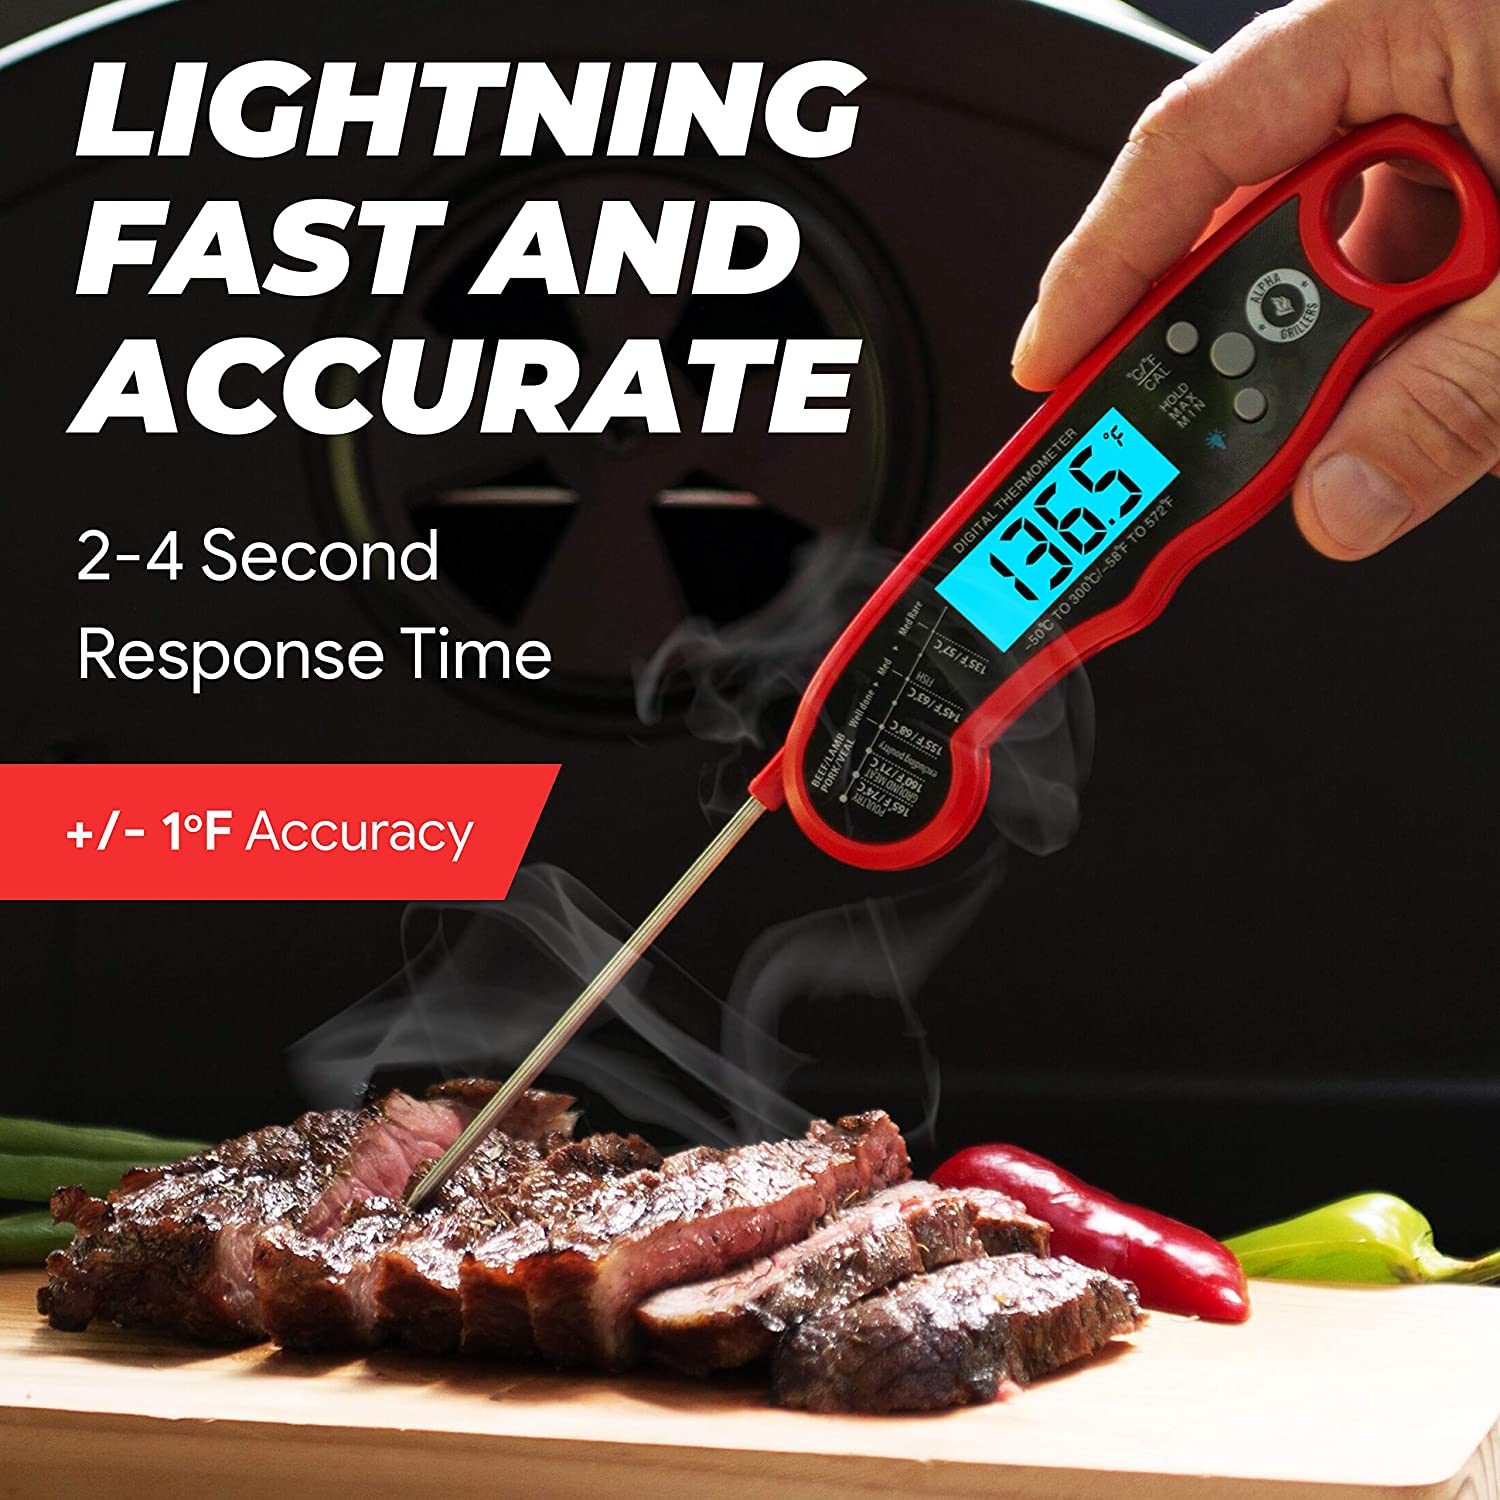 LIGHTNING
FAST AND
ACCURATE
2-4 Second
Response Time
+/- 1°F Accuracy
ALPHA GRILLERS
°C/°F
CAL
HOLD
MAX
MIN
DIGITAL THERMOMETER
136.5 °F
-50°C TO 300°C/-58°F TO 572°F
Med Rare
135°F/57°C
FISH
Med
145°F/63°C
Well done
155°F/68°C
excluding poultry
BEEF/LAMB
PORK/VEAL
160°F/71°C
GROUND MEAT
165°F/74°C
POULTRY